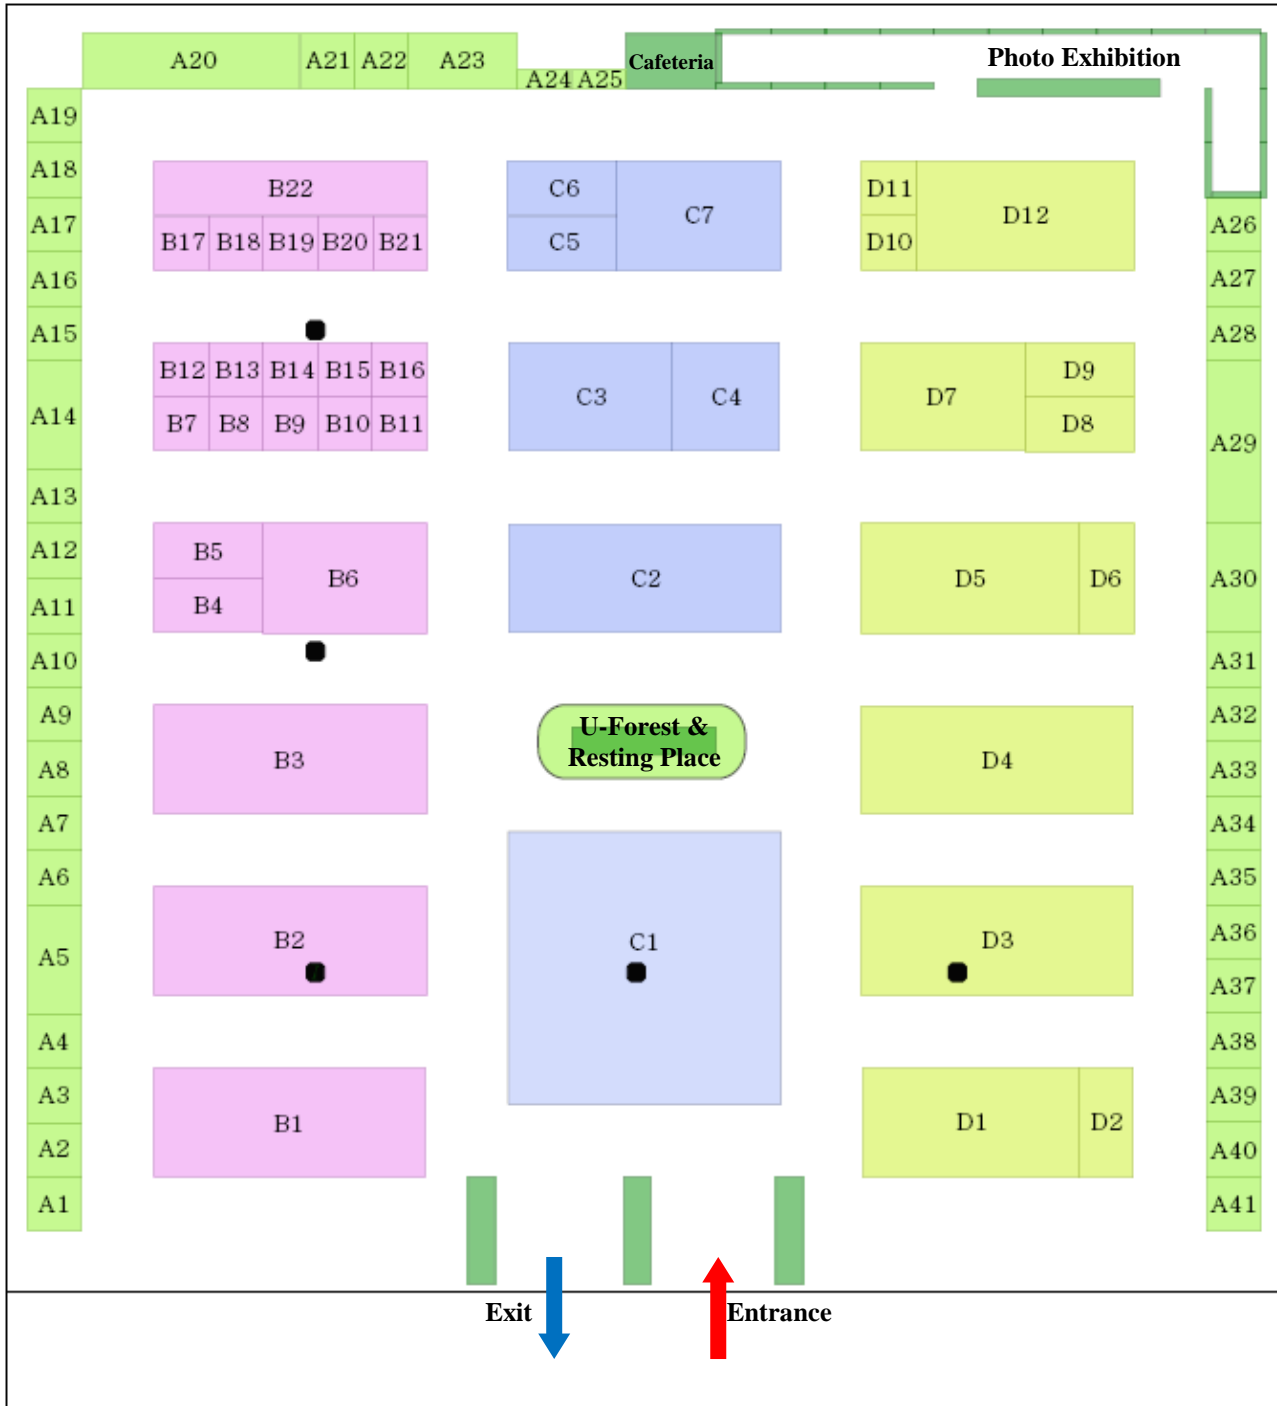 A20
A21
A22
A23
A24
A25
Cafeteria
Photo Exhibition
A19
A18
A17
A16
A15
A14
A13
A12
A11
A10
A9
A8
A7
A6
A5
A4
A3
A2
A1
B22
B17
B18
B19
B20
B21
B12
B13
B14
B15
B16
B7
B8
B9
B10
B11
B5
B4
B6
B3
B2
B1
C6
C5
C7
C3
C4
C2
U-Forest &
Resting Place
C1
D11
D10
D12
D7
D9
D8
D5
D6
D4
D3
D1
D2
A26
A27
A28
A29
A30
A31
A32
A33
A34
A35
A36
A37
A38
A39
A40
A41
Exit
Entrance